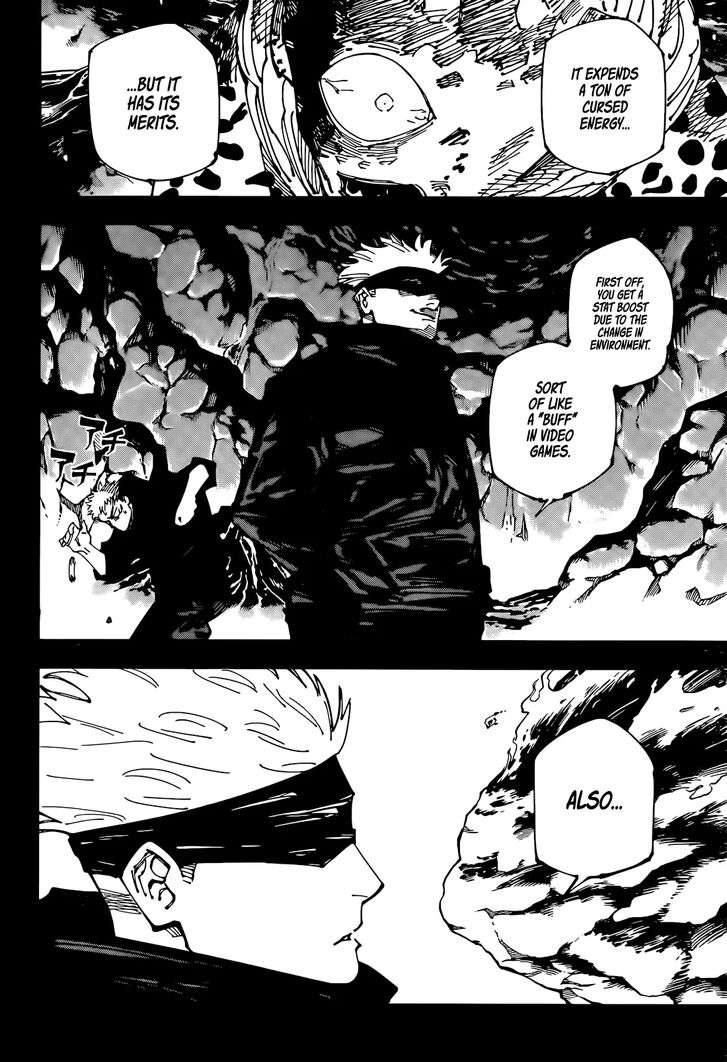 IT EXPENDS
A TON OF
CURSED
ENERGY...
...BUT IT
HAS ITS
MERITS.
FIRST OFF,
YOU GET A
STAT BOOST
DUE TO THE
CHANGE IN
ENVIRONMENT.
SORT
OF LIKE
A "BUFF"
IN VIDEO
GAMES.
アチ
アチ
ALSO...